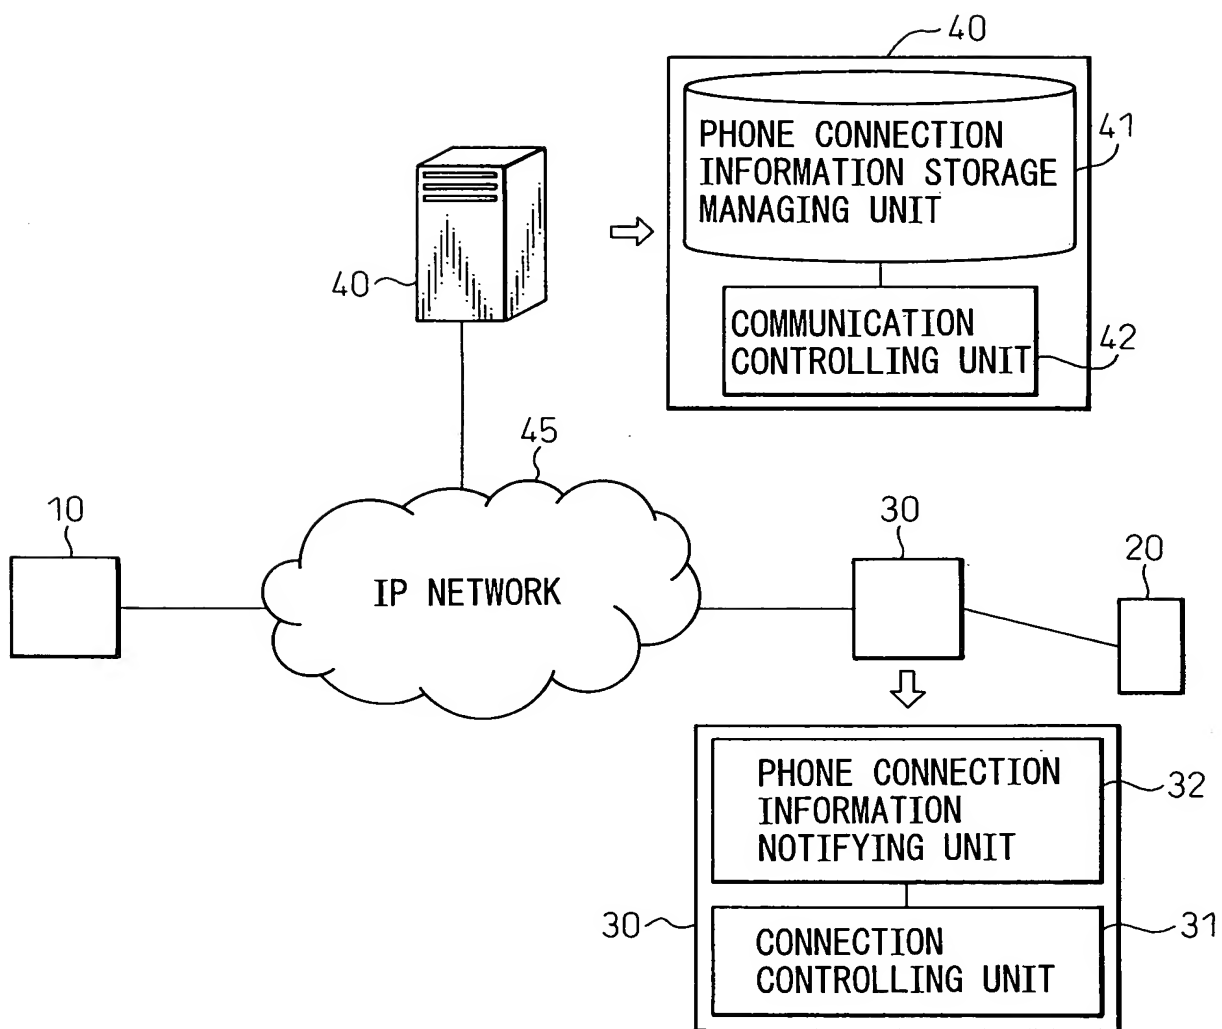 40
PHONE CONNECTION
INFORMATION STORAGE
MANAGING UNIT
41
40
COMMUNICATION
CONTROLLING UNIT
42
45
10
IP NETWORK
30
20
PHONE CONNECTION
INFORMATION
NOTIFYING UNIT
32
30
CONNECTION
CONTROLLING UNIT
31